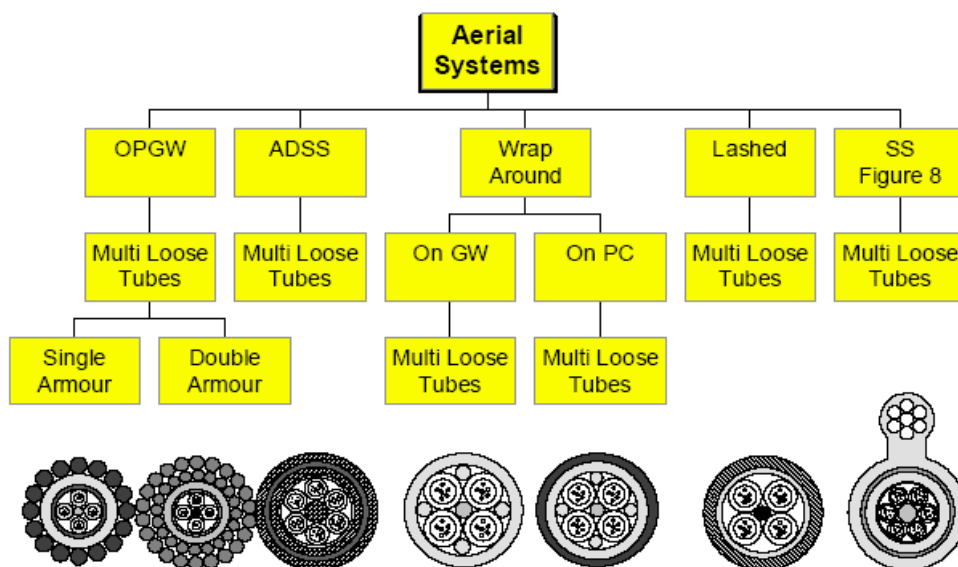 Aerial
Systems
OPGW
ADSS
Wrap
Around
Lashed
SS
Figure 8
Multi Loose
Tubes
Multi Loose
Tubes
On GW
On PC
Multi Loose
Tubes
Multi Loose
Tubes
Single
Armour
Double
Armour
Multi Loose
Tubes
Multi Loose
Tubes